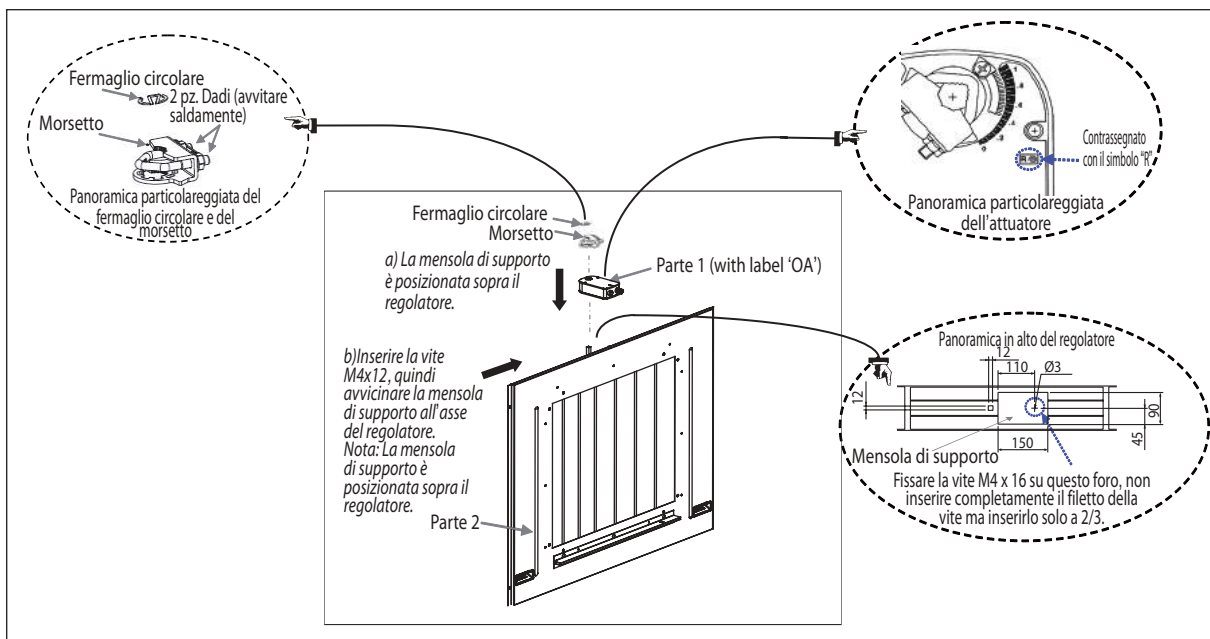 Fermaglio circolare
2 pz. Dadi (avvitare
saldamente)
Morsetto
Panoramica particolareggiata del
fermaglio circolare e del
morsetto
Contrassegnato
con il simbolo “R”
Panoramica particolareggiata
dell’attuatore
Fermaglio circolare
Morsetto
a) La mensola di supporto
è posizionata sopra il
regolatore.
Parte 1 (with label ‘OA’)
b)Inserire la vite
M4x12, quindi
avvicinare la mensola
di supporto all’asse
del regolatore.
Nota: La mensola
di supporto è
posizionata sopra il
regolatore.
Parte 2
Panoramica in alto del regolatore
12
110
Ø3
12
90
45
150
Mensola di supporto
Fissare la vite M4 x 16 su questo foro, non
inserire completamente il filetto della
vite ma inserirlo solo a 2/3.